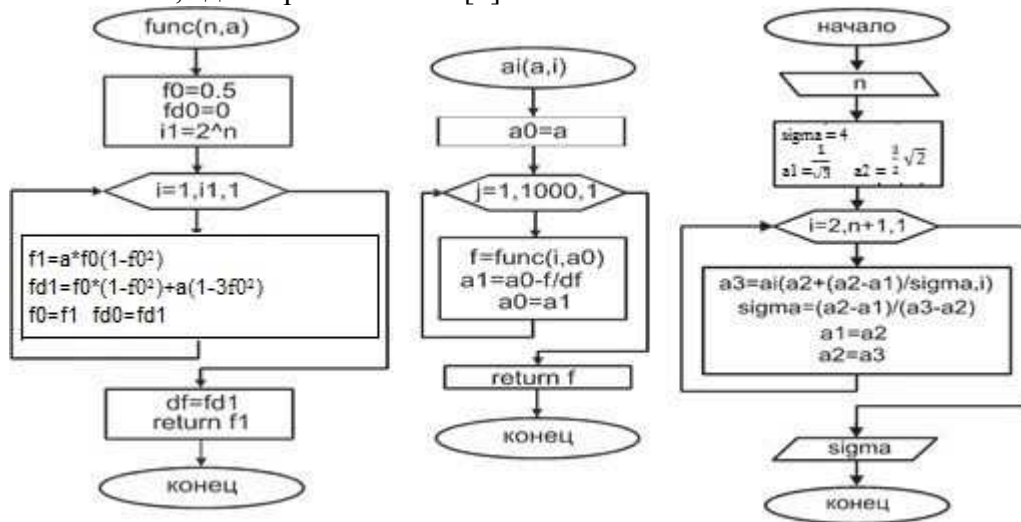 func(n,a)
f0=0.5
fd0=0
i1=2^n
i=1,i1,1
f1=a*f0(1-f0²)
fd1=f0*(1-f0²)+a(1-3f0²)
f0=f1 fd0=fd1
df=fd1
return f1
конец
ai(a,i)
a0=a
j=1,1000,1
f=func(i,a0)
a1=a0-f/df
a0=a1
return f
конец
начало
n
sigma = 4
a1 = a2 = √2
i=2,n+1,1
a3=ai(a2+(a2-a1)/sigma,i)
sigma=(a2-a1)/(a3-a2)
a1=a2
a2=a3
sigma
конец